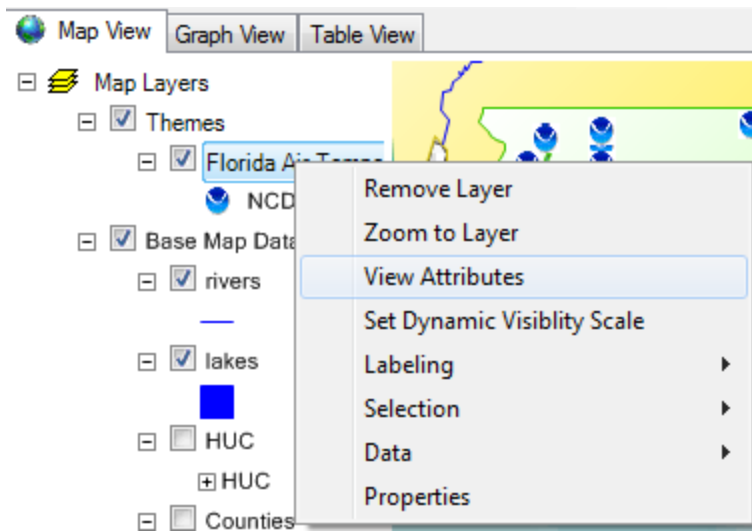 Map View Graph View Table View
Map Layers
Themes
Florida Air Temps
NCD
Base Map Data
rivers
lakes
HUC
HUC
Counties
Remove Layer
Zoom to Layer
View Attributes
Set Dynamic Visiblity Scale
Labeling
Selection
Data
Properties